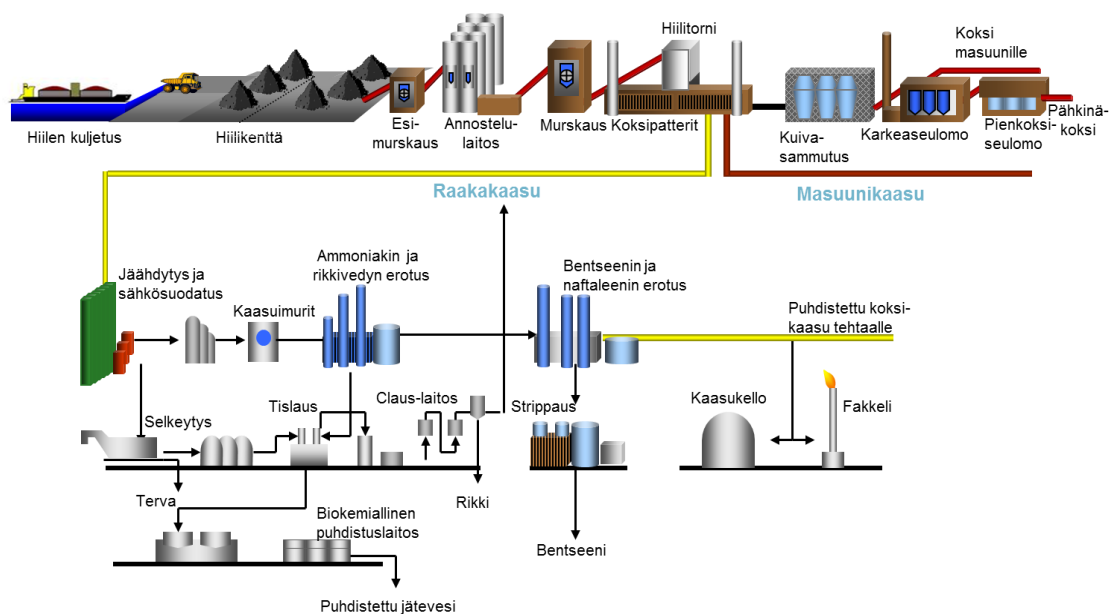 Hiilitorni
Koksi
masuunille
Hiilen kuljetus
Hiilikenttä
Esi-
murskaus
Annostelu-
laitos
Murskaus
Koksipatterit
Kuiva-
sammutus
Karkeaseulomo
Pienkoksi-
seulomo
Pähkinä-
koksi
Raakakaasu
Masuunikaasu
Jäähdytys ja
sähkösuodatus
Kaasuimurit
Ammoniakin ja
rikkivedyn erotus
Bentseenin ja
naftaleenin erotus
Puhdistettu koksi-
kaasu tehtaalle
Selkeytys
Tislaus
Claus-laitos
Strippaus
Kaasukello
Fakkeli
Terva
Rikki
Biokemiallinen
puhdistuslaitos
Bentseeni
Puhdistettu jätevesi